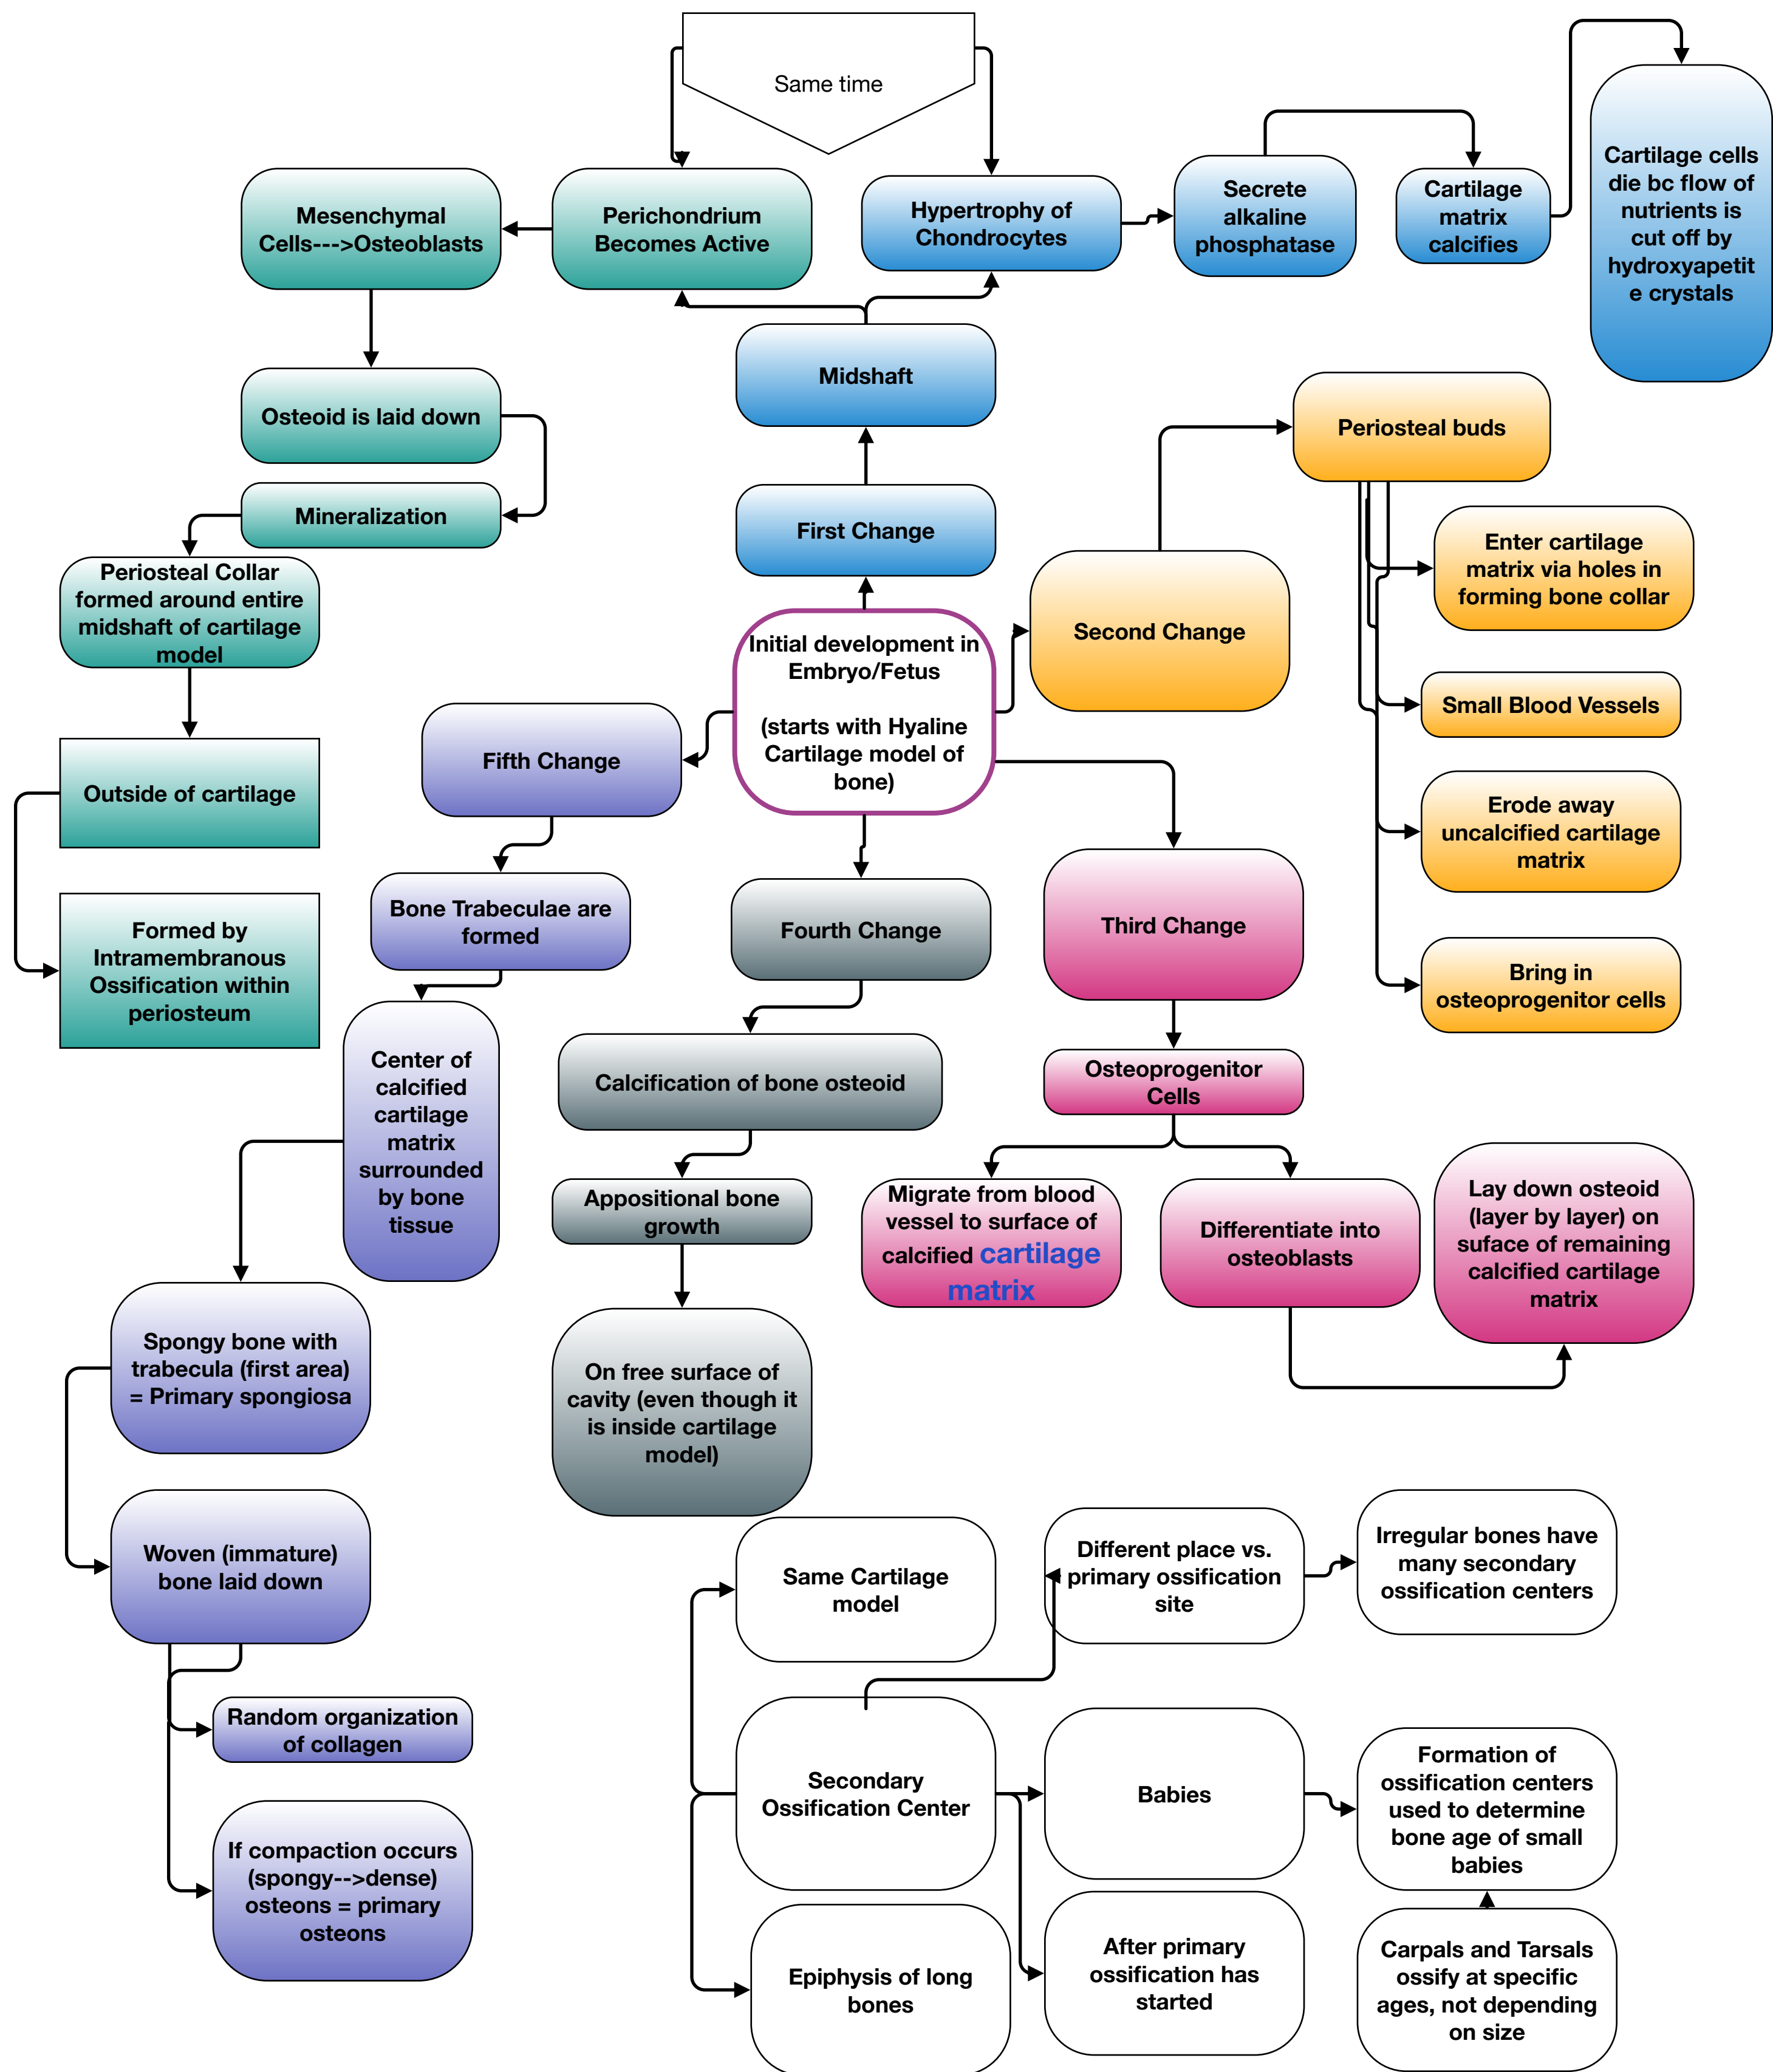 Same time
Mesenchymal
Cells--->Osteoblasts
Perichondrium
Becomes Active
Hypertrophy of
Chondrocytes
Secrete
alkaline
phosphatase
Cartilage
matrix
calcifies
Cartilage cells
die bc flow of
nutrients is
cut off by
hydroxyapetit
e crystals
Midshaft
Osteoid is laid down
Periosteal buds
Mineralization
First Change
Enter cartilage
matrix via holes in
forming bone collar
Periosteal Collar
formed around entire
midshaft of cartilage
model
Initial development in
Embryo/Fetus
(starts with Hyaline
Cartilage model of
bone)
Second Change
Small Blood Vessels
Fifth Change
Outside of cartilage
Erode away
uncalcified cartilage
matrix
Bone Trabeculae are
formed
Fourth Change
Third Change
Formed by
Intramembranous
Ossification within
periosteum
Bring in
osteoprogenitor cells
Center of
calcified
cartilage
matrix
surrounded
by bone
tissue
Calcification of bone osteoid
Osteoprogenitor
Cells
Appositional bone
growth
Migrate from blood
vessel to surface of
calcified cartilage
matrix
Differentiate into
osteoblasts
Lay down osteoid
(layer by layer) on
suface of remaining
calcified cartilage
matrix
Spongy bone with
trabecula (first area)
= Primary spongiosa
On free surface of
cavity (even though it
is inside cartilage
model)
Woven (immature)
bone laid down
Same Cartilage
model
Different place vs.
primary ossification
site
Irregular bones have
many secondary
ossification centers
Random organization
of collagen
Secondary
Ossification Center
Babies
Formation of
ossification centers
used to determine
bone age of small
babies
If compaction occurs
(spongy-->dense)
osteons = primary
osteons
Epiphysis of long
bones
After primary
ossification has
started
Carpals and Tarsals
ossify at specific
ages, not depending
on size